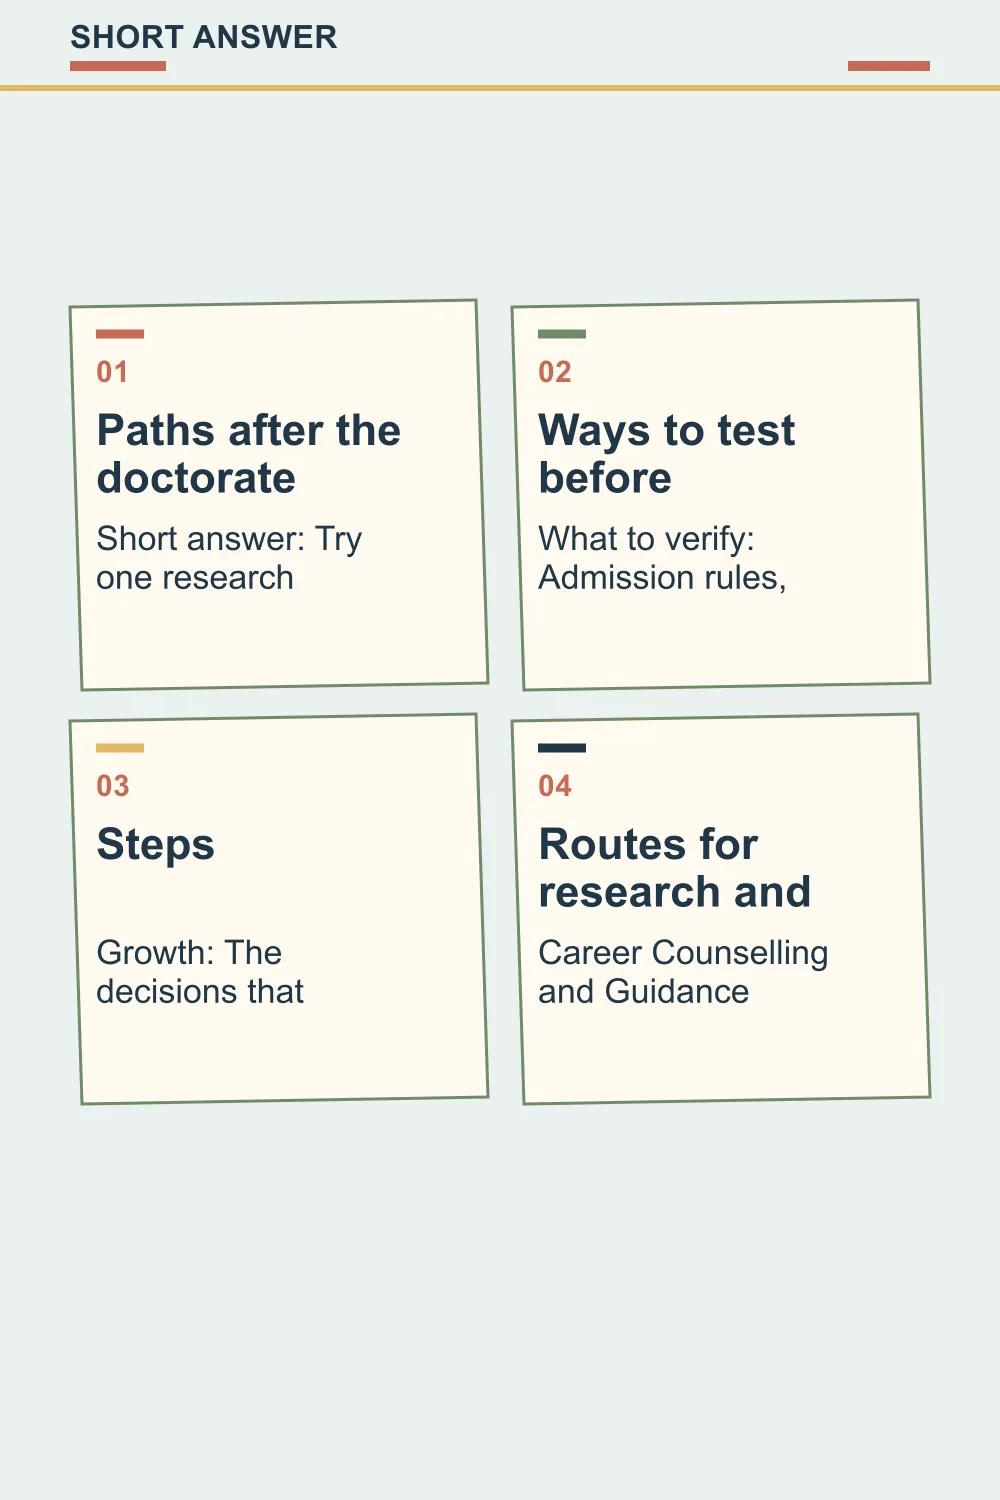 SHORT ANSWER
01
Paths after the
doctorate
Short answer: Try
one research
02
Ways to test
before
What to verify:
Admission rules,
03
Steps
Growth: The
decisions that
04
Routes for
research and
Career Counselling
and Guidance